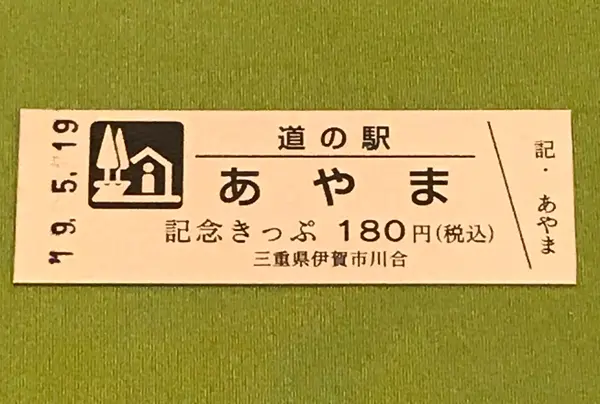 19.5.19
道の駅
あやま
記念きっぷ 180円(税込)
三重県伊賀市川合
記・あやま